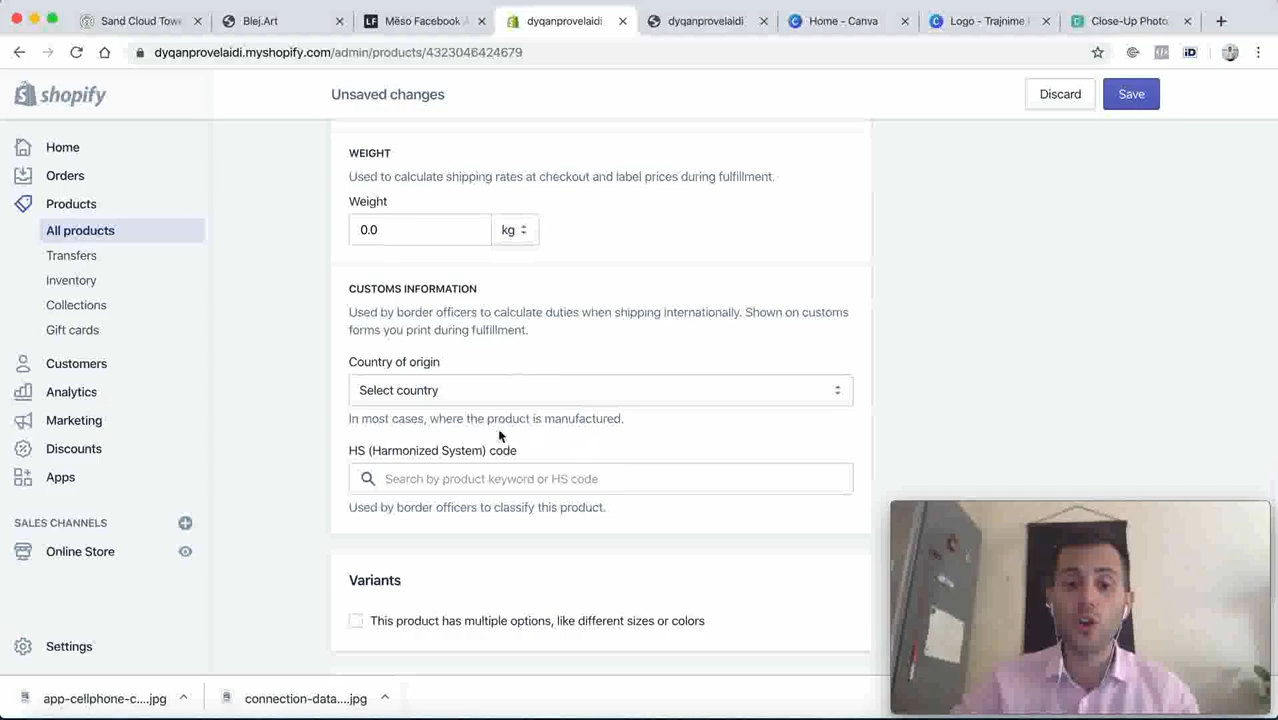 Sand Cloud Tow
Blej.Art
Mëso Facebook A
dyqanprovelaidi
dyqanprovelaidi
Home - Canva
Logo - Trajnime
Close-Up Photo
dyqanprovelaidi.myshopify.com/admin/products/4323046424679
shopify
Unsaved changes
Discard
Save
Home
Orders
Products
All products
Transfers
Inventory
Collections
Gift cards
Customers
Analytics
Marketing
Discounts
Apps
SALES CHANNELS
Online Store
Settings
WEIGHT
Used to calculate shipping rates at checkout and label prices during fulfillment.
Weight
0.0
kg
CUSTOMS INFORMATION
Used by border officers to calculate duties when shipping internationally. Shown on customs
forms you print during fulfillment.
Country of origin
Select country
In most cases, where the product is manufactured.
HS (Harmonized System) code
Search by product keyword or HS code
Used by border officers to classify this product.
Variants
This product has multiple options, like different sizes or colors
app-cellphone-c....jpg
connection-data....jpg